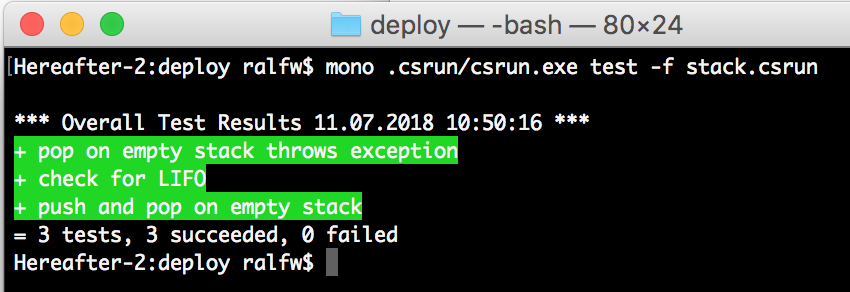 deploy — -bash — 80×24
[Hereafter-2:deploy ralfw$ mono .csrun/csrun.exe test -f stack.csrun
*** Overall Test Results 11.07.2018 10:50:16 ***
+ pop on empty stack throws exception
+ check for LIFO
+ push and pop on empty stack
= 3 tests, 3 succeeded, 0 failed
Hereafter-2:deploy ralfw$